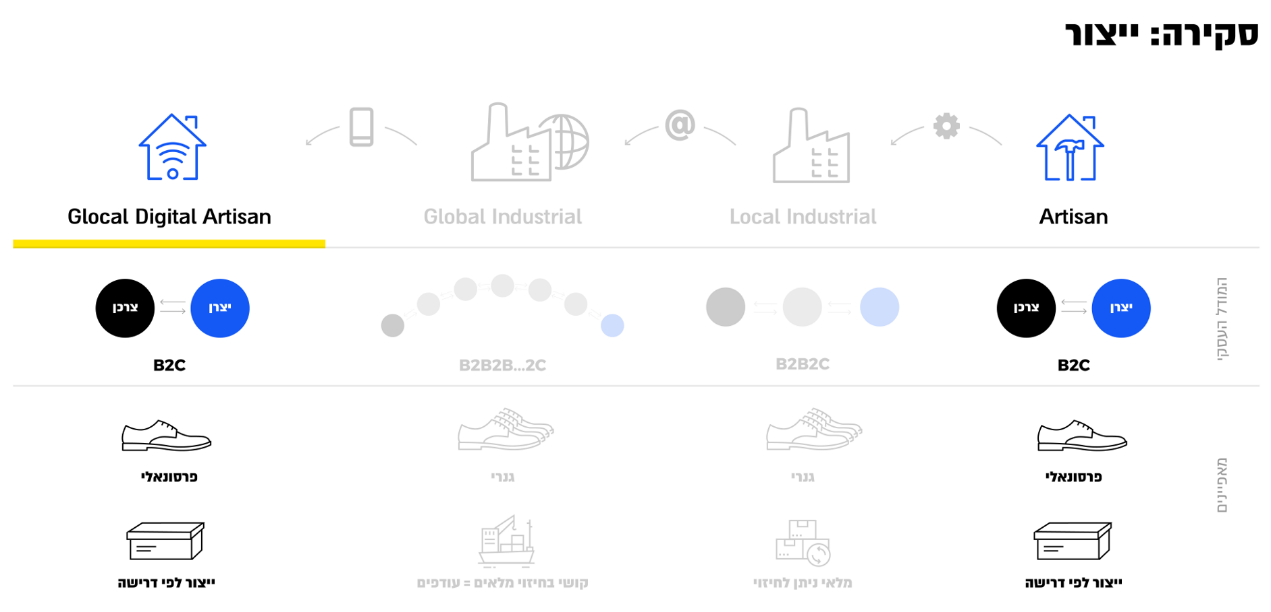 סקירה: ייצור
@
Artisan
Local Industrial
Global Industrial
Glocal Digital Artisan
המודל העסקי
יצרן
צרכן
יצרן
צרכן
B2C
B2B2C
B2B2B...2C
B2C
מאפיינים
פרסונאלי
גנרי
גנרי
פרסונאלי
ייצור לפי דרישה
מלאי ניתן לחיזוי
קושי בחיזוי מלאים = עודפים
ייצור לפי דרישה